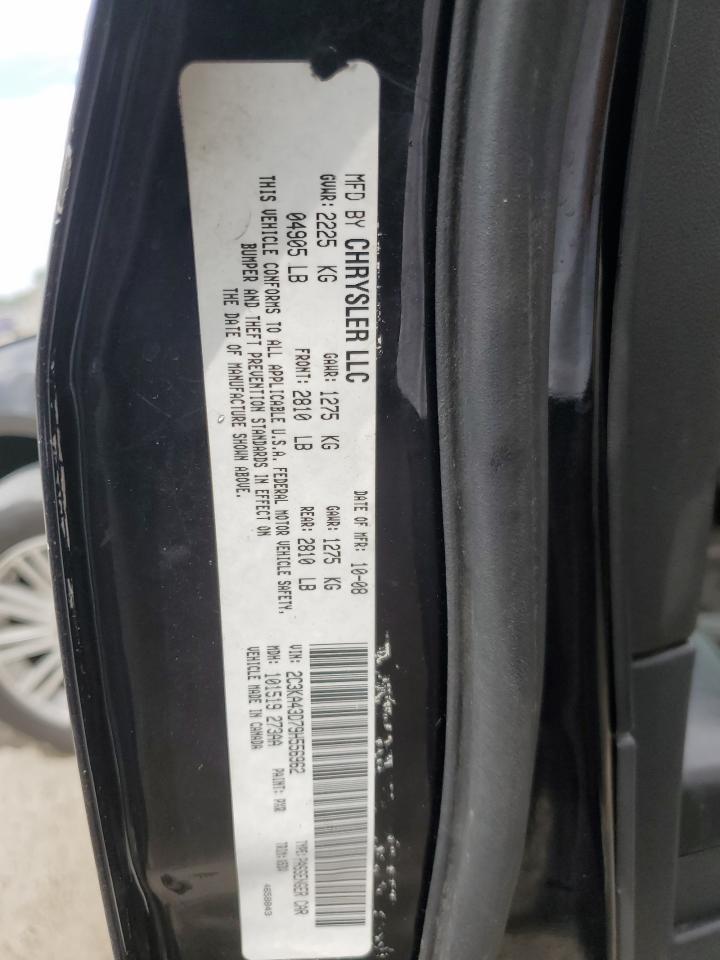 MFD BY CHRYSLER LLC
DATE OF MFR: 10-08
GVWR: 2225 KG
GAWR: 1275 KG
GAWR: 1275 KG
04905 LB
FRONT: 2810 LB
REAR: 2810 LB
THIS VEHICLE CONFORMS TO ALL APPLICABLE U.S.A. FEDERAL MOTOR VEHICLE SAFETY,
BUMPER AND THEFT PREVENTION STANDARDS IN EFFECT ON
THE DATE OF MANUFACTURE SHOWN ABOVE.
VIN: 2C3KA43D79H556962
TYPE: PASSENGER CAR
MDH: 101519 273AA
PAINT: PXR
TRIM:
VEHICLE MADE IN CANADA
4658843